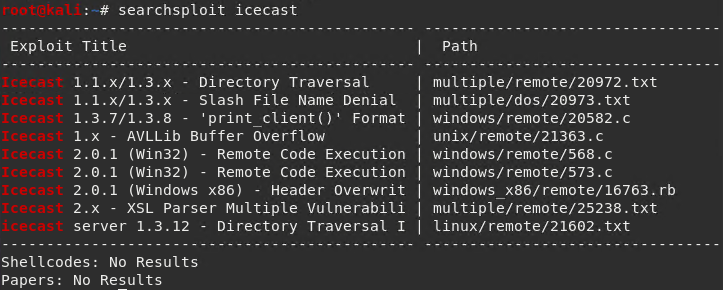 root@kali:~# searchsploit icecast
--------------------------------------------- ---------------------------------
 Exploit Title                              |  Path
--------------------------------------------- ---------------------------------
Icecast 1.1.x/1.3.x - Directory Traversal   | multiple/remote/20972.txt
Icecast 1.1.x/1.3.x - Slash File Name Denial | multiple/dos/20973.txt
Icecast 1.3.7/1.3.8 - 'print_client()' Format | windows/remote/20582.c
Icecast 1.x - AVLLib Buffer Overflow        | unix/remote/21363.c
Icecast 2.0.1 (Win32) - Remote Code Execution | windows/remote/568.c
Icecast 2.0.1 (Win32) - Remote Code Execution | windows/remote/573.c
Icecast 2.0.1 (Windows x86) - Header Overwrit | windows_x86/remote/16763.rb
Icecast 2.x - XSL Parser Multiple Vulnerabili | multiple/remote/25238.txt
icecast server 1.3.12 - Directory Traversal I | linux/remote/21602.txt
--------------------------------------------- ---------------------------------
Shellcodes: No Results
Papers: No Results